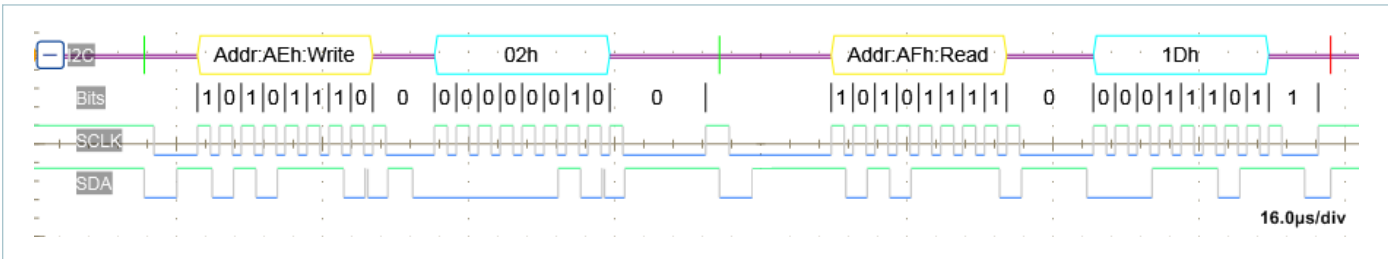 I2C Addr:AEh:Write 02h Addr:AFh:Read 1Dh
Bits |1|0|1|0|1|1|1|0| 0 |0|0|0|0|0|0|1|0| 0 | |1|0|1|0|1|1|1|1| 0 |0|0|0|1|1|1|0|1| 1 |
SCLK
SDA
16.0µs/div